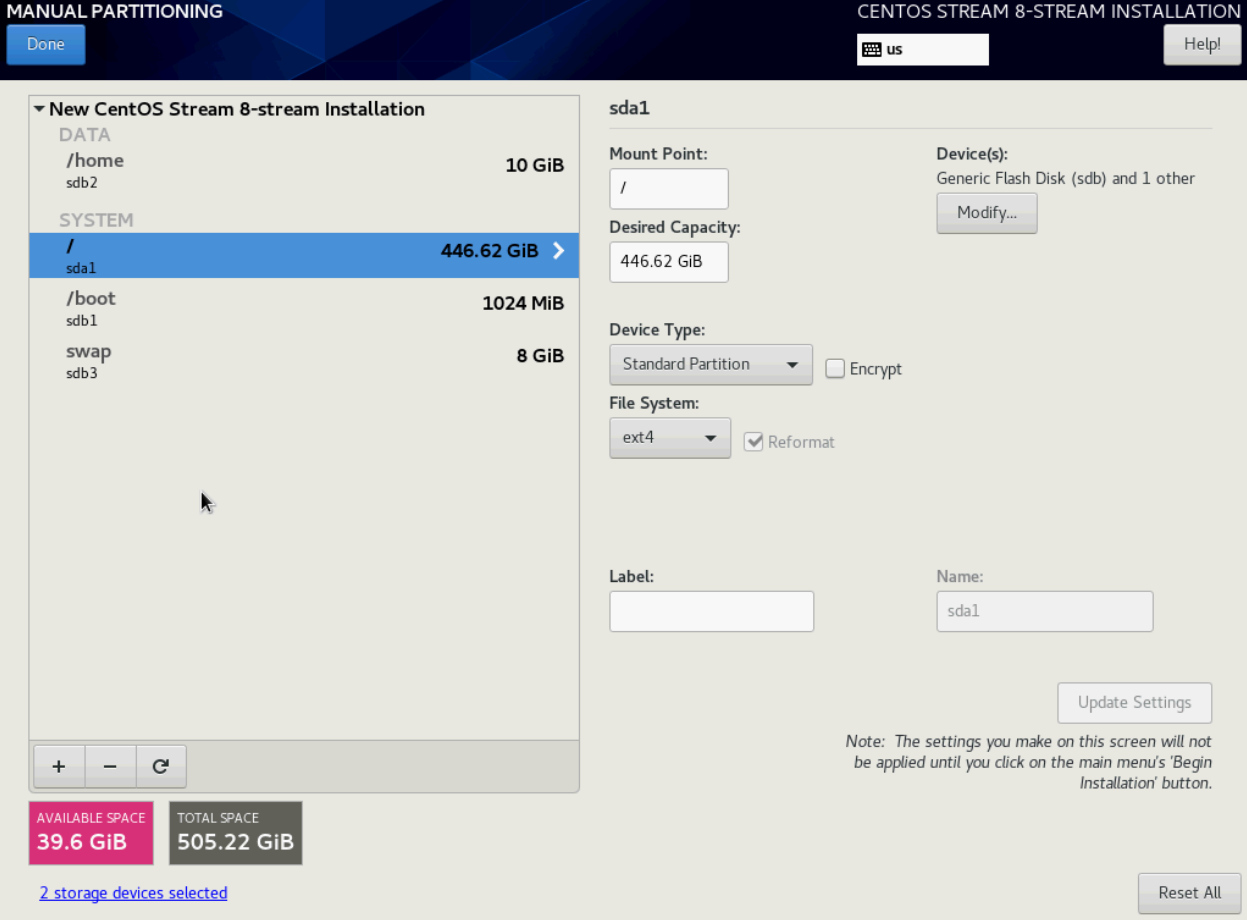 MANUAL PARTITIONING
CENTOS STREAM 8-STREAM INSTALLATION
Done
us
Help!
New CentOS Stream 8-stream Installation
DATA
/home
10 GiB
sdb2
SYSTEM
/
446.62 GiB
sda1
/boot
1024 MiB
sdb1
swap
8 GiB
sdb3
sda1
Mount Point:
/
Device(s):
Generic Flash Disk (sdb) and 1 other
Modify...
Desired Capacity:
446.62 GiB
Device Type:
Standard Partition
Encrypt
File System:
ext4
Reformat
Label:
Name:
sda1
Update Settings
Note: The settings you make on this screen will not
be applied until you click on the main menu's 'Begin
Installation' button.
+
−
AVAILABLE SPACE
39.6 GiB
TOTAL SPACE
505.22 GiB
2 storage devices selected
Reset All